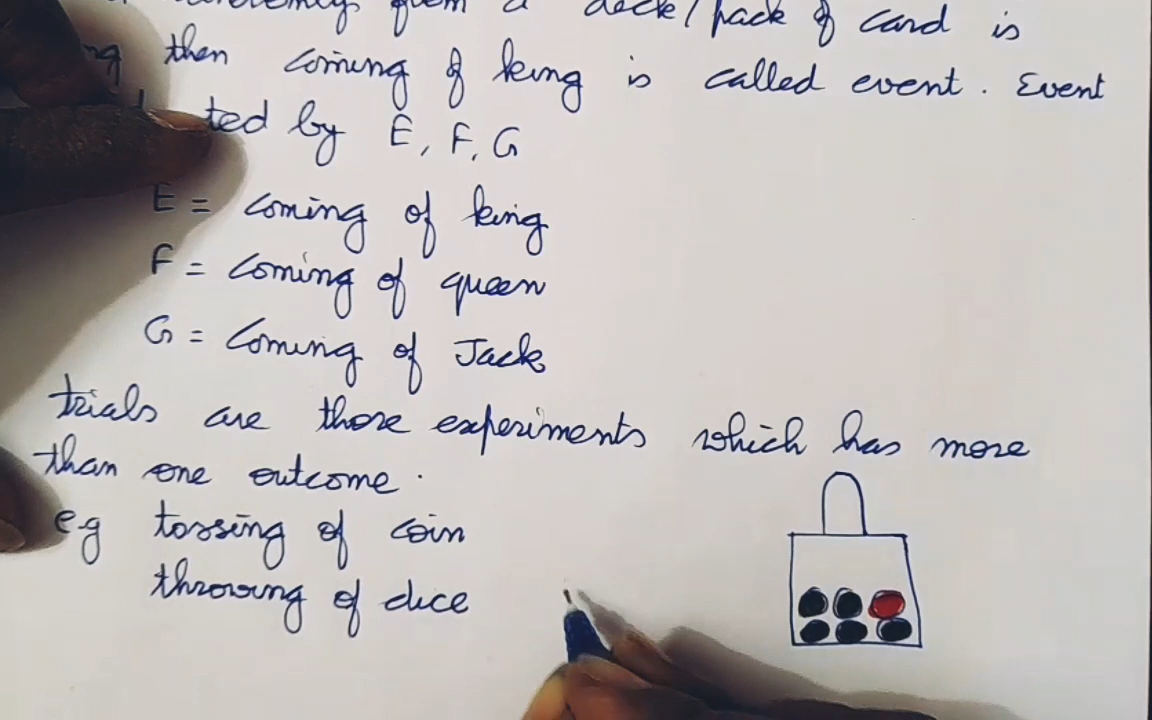 from a deck/pack of card is
then coming of king is called event. Event
by E, F, G
E = coming of king
F = coming of queen
G = Coming of Jack
trials are those experiments which has more
than one outcome.
eg tossing of coin
throwing of dice